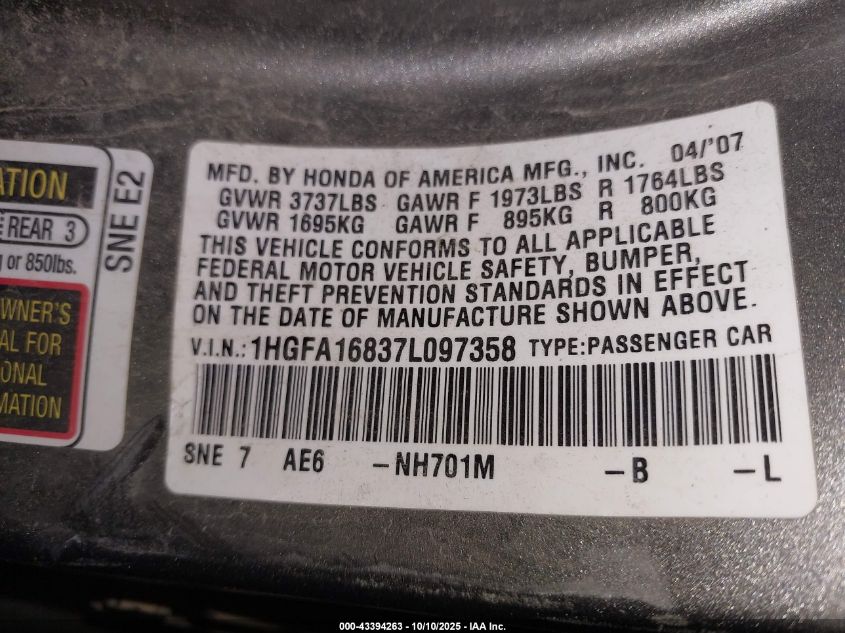 ATION
REAR 3
g or 850lbs.
OWNER'S
AL FOR
ONAL
MATION
SNE E2
MFD. BY HONDA OF AMERICA MFG., INC. 04/'07
GVWR 3737LBS GAWR F 1973LBS R 1764LBS
GVWR 1695KG GAWR F 895KG R 800KG
THIS VEHICLE CONFORMS TO ALL APPLICABLE
FEDERAL MOTOR VEHICLE SAFETY, BUMPER,
AND THEFT PREVENTION STANDARDS IN EFFECT
ON THE DATE OF MANUFACTURE SHOWN ABOVE.
V.I.N.: 1HGFA16837L097358 TYPE:PASSENGER CAR
SNE 7 AE6 -NH701M -B -L
000-43394263 - 10/10/2025 - IAA Inc.